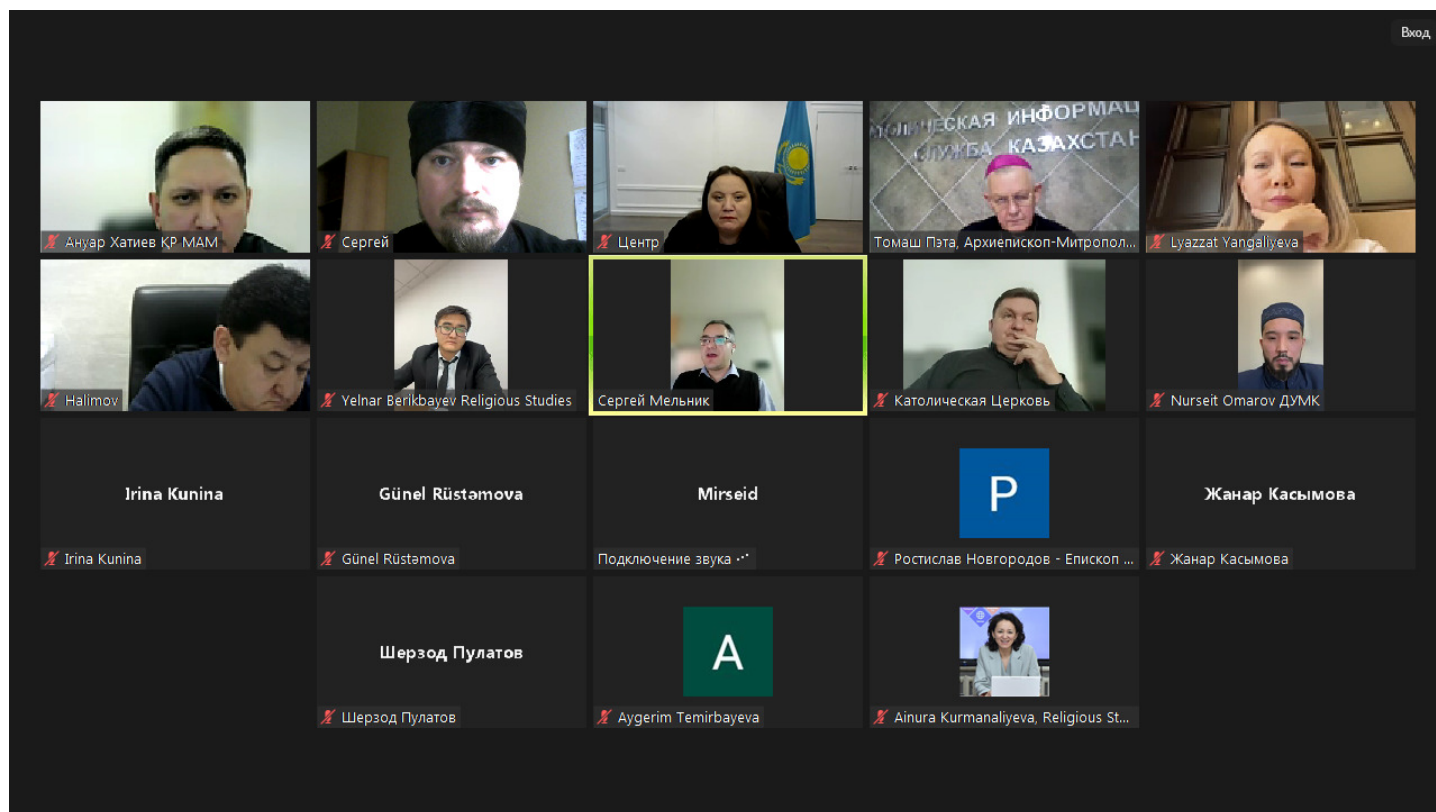 Вход
ОЛИЧЕСКАЯ ИНФОРМАЦ
СЛУЖБА КАЗАХСТАН
Ануар Хатиев ҚР МАМ
Сергей
Центр
Томаш Пэта, Архиепископ-Митропол...
Lyazzat Yangaliyeva
Halimov
Yelnar Berikbayev Religious Studies
Сергей Мельник
Католическая Церковь
Nurseit Omarov ДУМК
Irina Kunina
Günel Rüstəmova
Mirseid
P
Жанар Касымова
Irina Kunina
Günel Rüstəmova
Подключение звука
Ростислав Новгородов - Епископ ...
Жанар Касымова
Шерзод Пулатов
A
Шерзод Пулатов
Aygerim Temirbayeva
Ainura Kurmanaliyeva, Religious St...